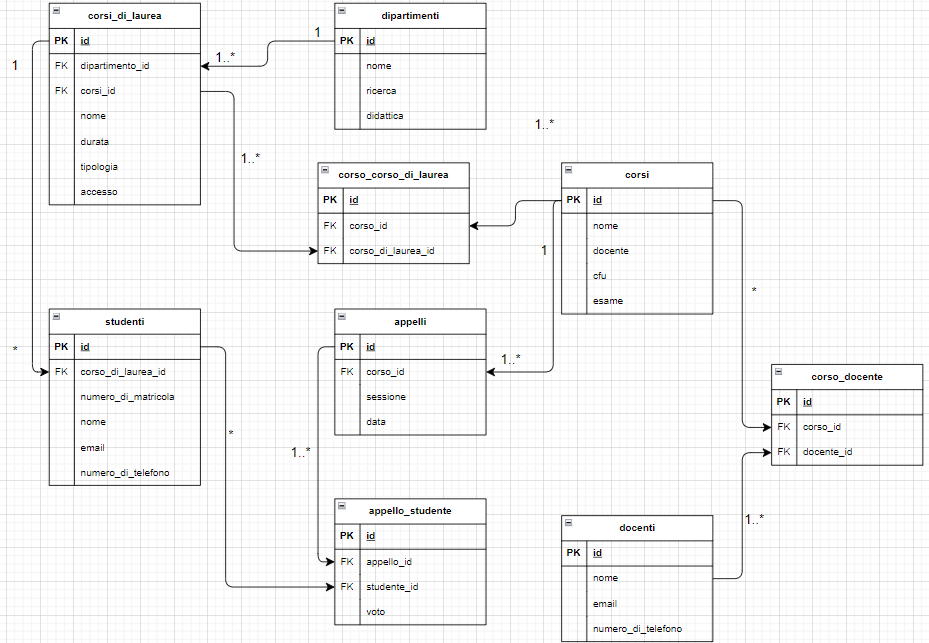 corsi_di_laurea
PK id
FK dipartimento_id
FK corsi_id
nome
durata
tipologia
accesso
dipartimenti
PK id
nome
ricerca
didattica
1
1..*
1
1..*
1..*
corso_corso_di_laurea
PK id
FK corso_id
FK corso_di_laurea_id
corsi
PK id
nome
docente
cfu
esame
1
*
1..*
*
studenti
PK id
FK corso_di_laurea_id
numero_di_matricola
nome
email
numero_di_telefono
*
appelli
PK id
FK corso_id
sessione
data
1..*
corso_docente
PK id
FK corso_id
FK docente_id
1..*
appello_studente
PK id
FK appello_id
FK studente_id
voto
docenti
PK id
nome
email
numero_di_telefono